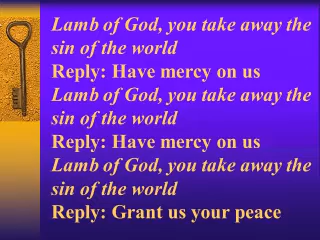 Lamb of God, you take away the
sin of the world
Reply: Have mercy on us
Lamb of God, you take away the
sin of the world
Reply: Have mercy on us
Lamb of God, you take away the
sin of the world
Reply: Grant us your peace